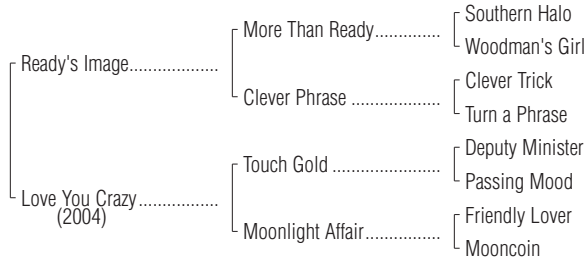 Southern Halo
More Than Ready..............
Woodman's Girl
Ready's Image...................
Clever Trick
Clever Phrase ...................
Turn a Phrase
Deputy Minister
Touch Gold .......................
Passing Mood
Love You Crazy.................
(2004)
Friendly Lover
Moonlight Affair................
Mooncoin